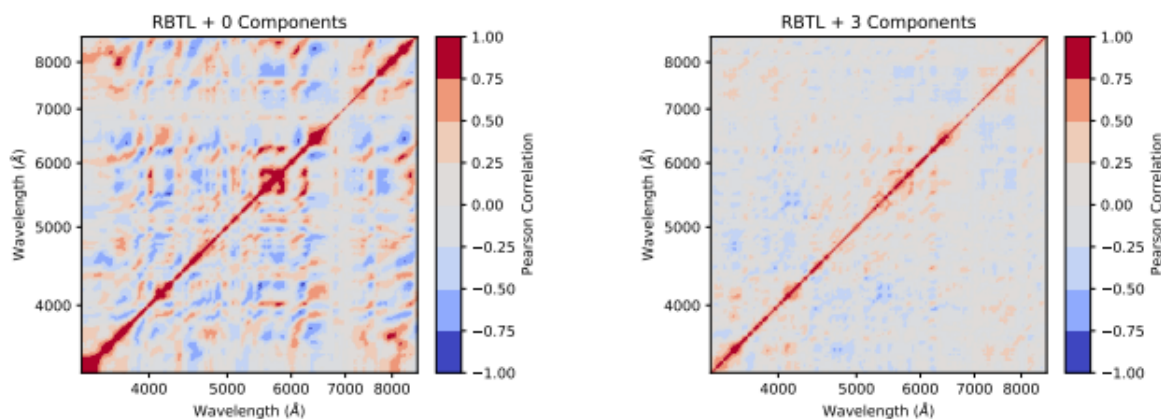 RBTL + 0 Components
8000
7000
6000
5000
4000
Wavelength (Å)
4000 5000 6000 7000 8000
Wavelength (Å)
1.00
0.75
0.50
0.25
0.00
−0.25
−0.50
−0.75
−1.00
Pearson Correlation
RBTL + 3 Components
8000
7000
6000
5000
4000
Wavelength (Å)
4000 5000 6000 7000 8000
Wavelength (Å)
1.00
0.75
0.50
0.25
0.00
−0.25
−0.50
−0.75
−1.00
Pearson Correlation